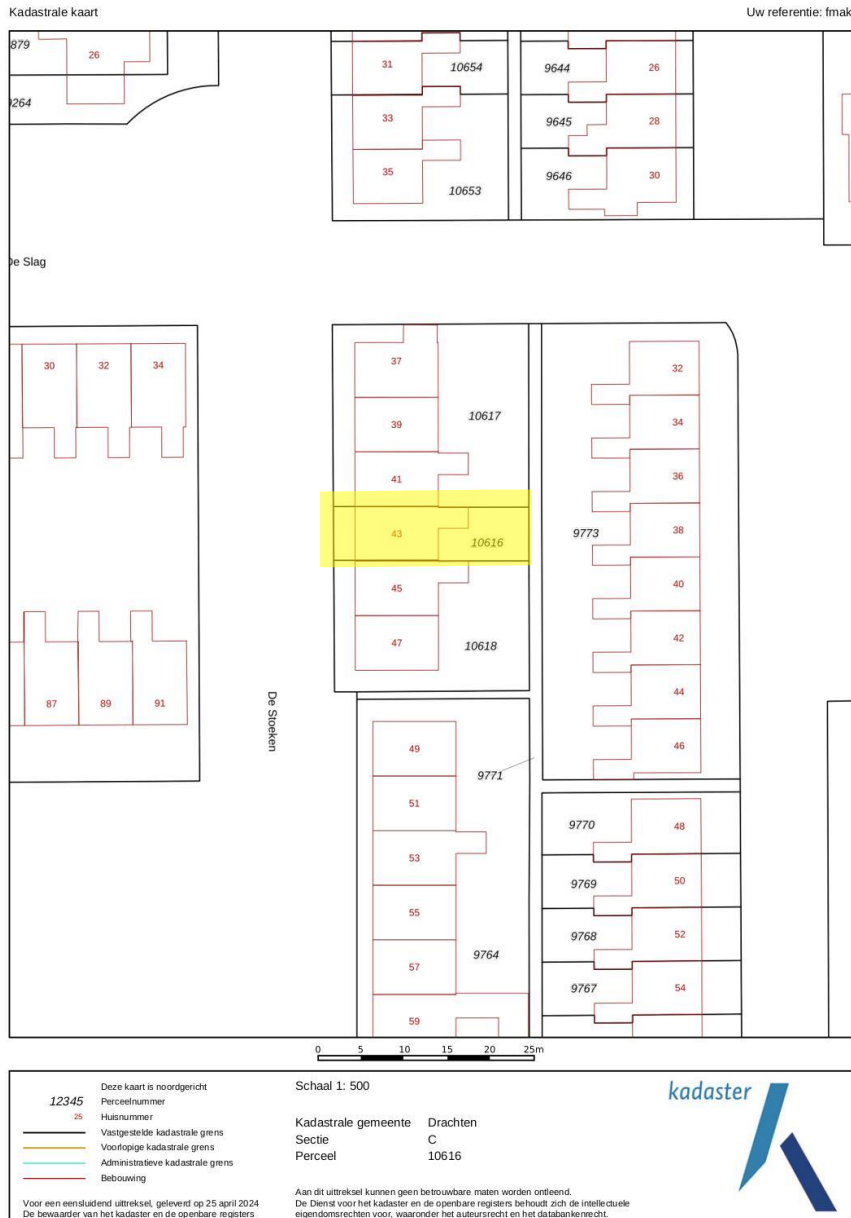 Kadastrale kaart
Uw referentie: fmak
879
26
9264
31
10654
33
35
10653
9644
26
9645
28
9646
30
De Slag
30
32
34
37
10617
39
41
43
10616
45
47
10618
32
34
36
9773
38
40
42
44
46
87
89
91
De Stoeken
49
9771
51
53
55
57
9764
59
9770
48
9769
50
9768
52
9767
54
0 5 10 15 20 25m
Deze kaart is noordgericht
12345 Perceelnummer
25 Huisnummer
Vastgestelde kadastrale grens
Voorlopige kadastrale grens
Administratieve kadastrale grens
Bebouwing
Voor een eensluidend uittreksel, geleverd op 25 april 2024
De bewaarder van het kadaster en de openbare registers
Schaal 1: 500
Kadastrale gemeente Drachten
Sectie C
Perceel 10616
Aan dit uittreksel kunnen geen betrouwbare maten worden ontleend.
De Dienst voor het kadaster en de openbare registers behoudt zich de intellectuele
eigendomsrechten voor, waaronder het auteursrecht en het databankenrecht.
kadaster